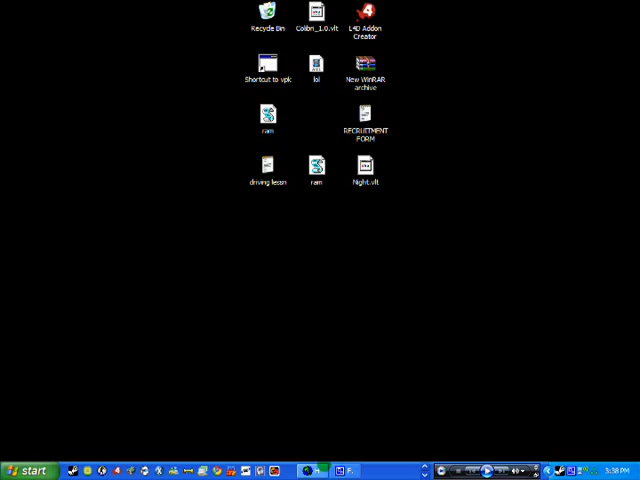 Recycle Bin
Colibri_1.0.vlt
L4D Addon
Creator
Shortcut to vpk
lol
New WinRAR
archive
ram
RECRUITMENT
FORM
driving lessn
ram
Night.vlt
start
3:38 PM